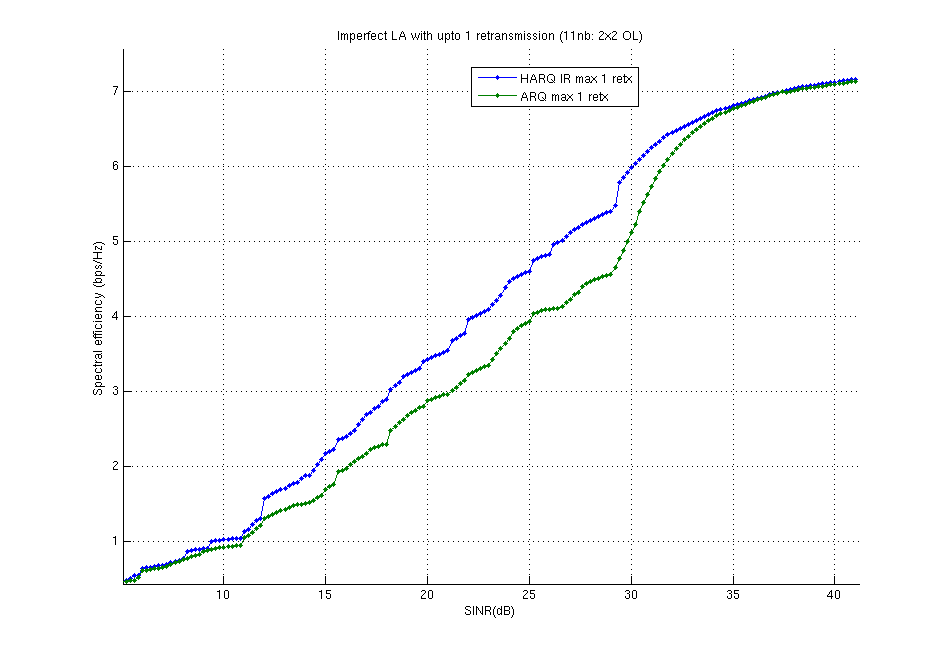 Imperfect LA with upto 1 retransmission (11nb: 2x2 OL)
HARQ IR max 1 retx
ARQ max 1 retx
7
6
5
4
3
2
1
Spectral efficiency (bps/Hz)
10 15 20 25 30 35 40
SINR(dB)